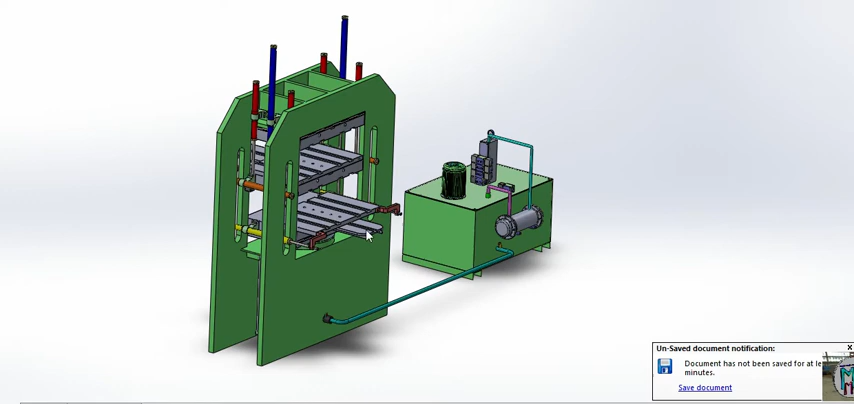 Un-Saved document notification:
Document has not been saved for at le
minutes.
Save document